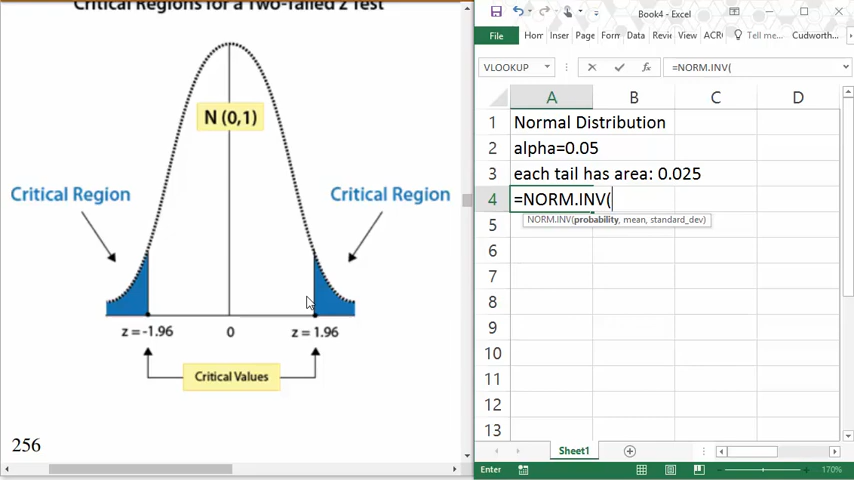 Critical Regions for a Two-Tailed z Test
N (0,1)
Critical Region
Critical Region
z = -1.96
0
z = 1.96
Critical Values
256
Book4 - Excel
File Hom Inser Page Form Data Revie View ACR Tell me... Cudworth...
VLOOKUP
fx
=NORM.INV(
A B C D
1 Normal Distribution
2 alpha=0.05
3 each tail has area: 0.025
4 =NORM.INV(
NORM.INV(probability, mean, standard_dev)
5
6
7
8
9
10
11
12
13
Sheet1
Enter
170%